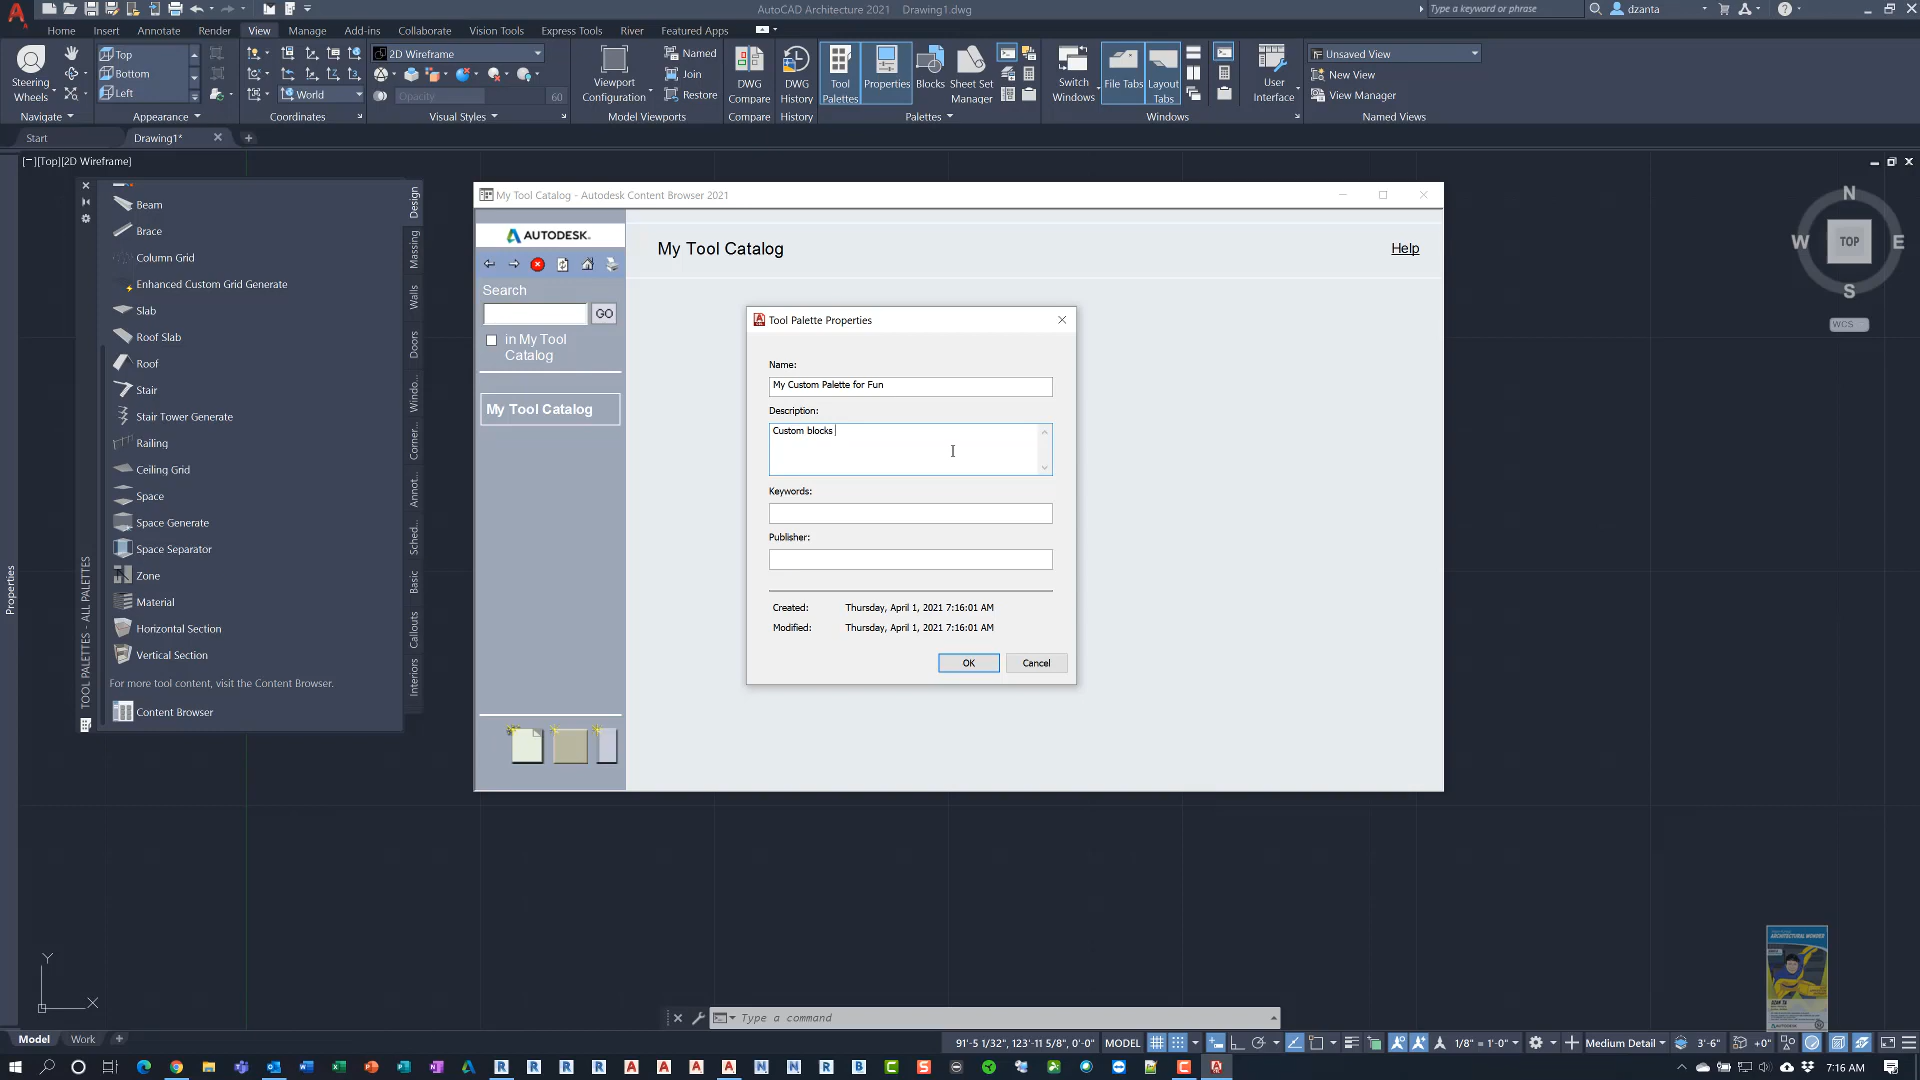 AutoCAD Architecture 2021 Drawing1.dwg
Type a keyword or phrase
dzanta
Home Insert Annotate Render View Manage Add-ins Collaborate Vision Tools Express Tools River Featured Apps
Steering
Wheels
Navigate
Top
Bottom
Left
Appearance
World
Coordinates
2D Wireframe
Opacity 60
Visual Styles
Viewport
Configuration
Named
Join
Restore
Model Viewports
DWG
Compare
Compare
DWG
History
History
Tool
Palettes
Properties
Blocks
Sheet Set
Manager
Palettes
Switch
Windows
File Tabs
Layout
Tabs
User
Interface
Windows
Unsaved View
New View
View Manager
Named Views
Start
Drawing1*
[−][Top][2D Wireframe]
Beam
Brace
Column Grid
Enhanced Custom Grid Generate
Slab
Roof Slab
Roof
Stair
Stair Tower Generate
Railing
Ceiling Grid
Space
Space Generate
Space Separator
Zone
Material
Horizontal Section
Vertical Section
For more tool content, visit the Content Browser.
Content Browser
TOOL PALETTES - ALL PALETTES
Properties
Design
Massing
Walls
Doors
Windo...
Corner...
Annot...
Sched...
Basic
Callouts
Interiors
My Tool Catalog - Autodesk Content Browser 2021
AUTODESK.
Search
GO
in My Tool
Catalog
My Tool Catalog
My Tool Catalog
Help
Tool Palette Properties
Name:
My Custom Palette for Fun
Description:
Custom blocks
Keywords:
Publisher:
Created: Thursday, April 1, 2021 7:16:01 AM
Modified: Thursday, April 1, 2021 7:16:01 AM
OK Cancel
N
W TOP E
S
WCS
Y
X
ARCHITECTURAL WONDER
AUTODESK
Type a command
Model Work
91'-5 1/32", 123'-11 5/8", 0'-0" MODEL
1/8" = 1'-0"
Medium Detail
3'-6"
+0"
7:16 AM